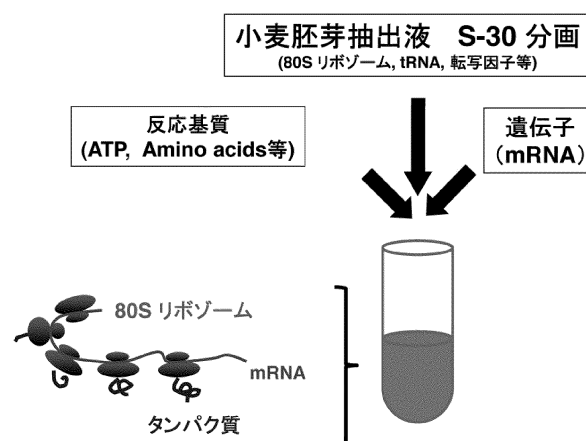 小麦胚芽抽出液 S-30 分画
(80S リボゾーム, tRNA, 転写因子等)
反応基質
(ATP, Amino acids等)
遺伝子
（mRNA）
80S リボゾーム
mRNA
タンパク質